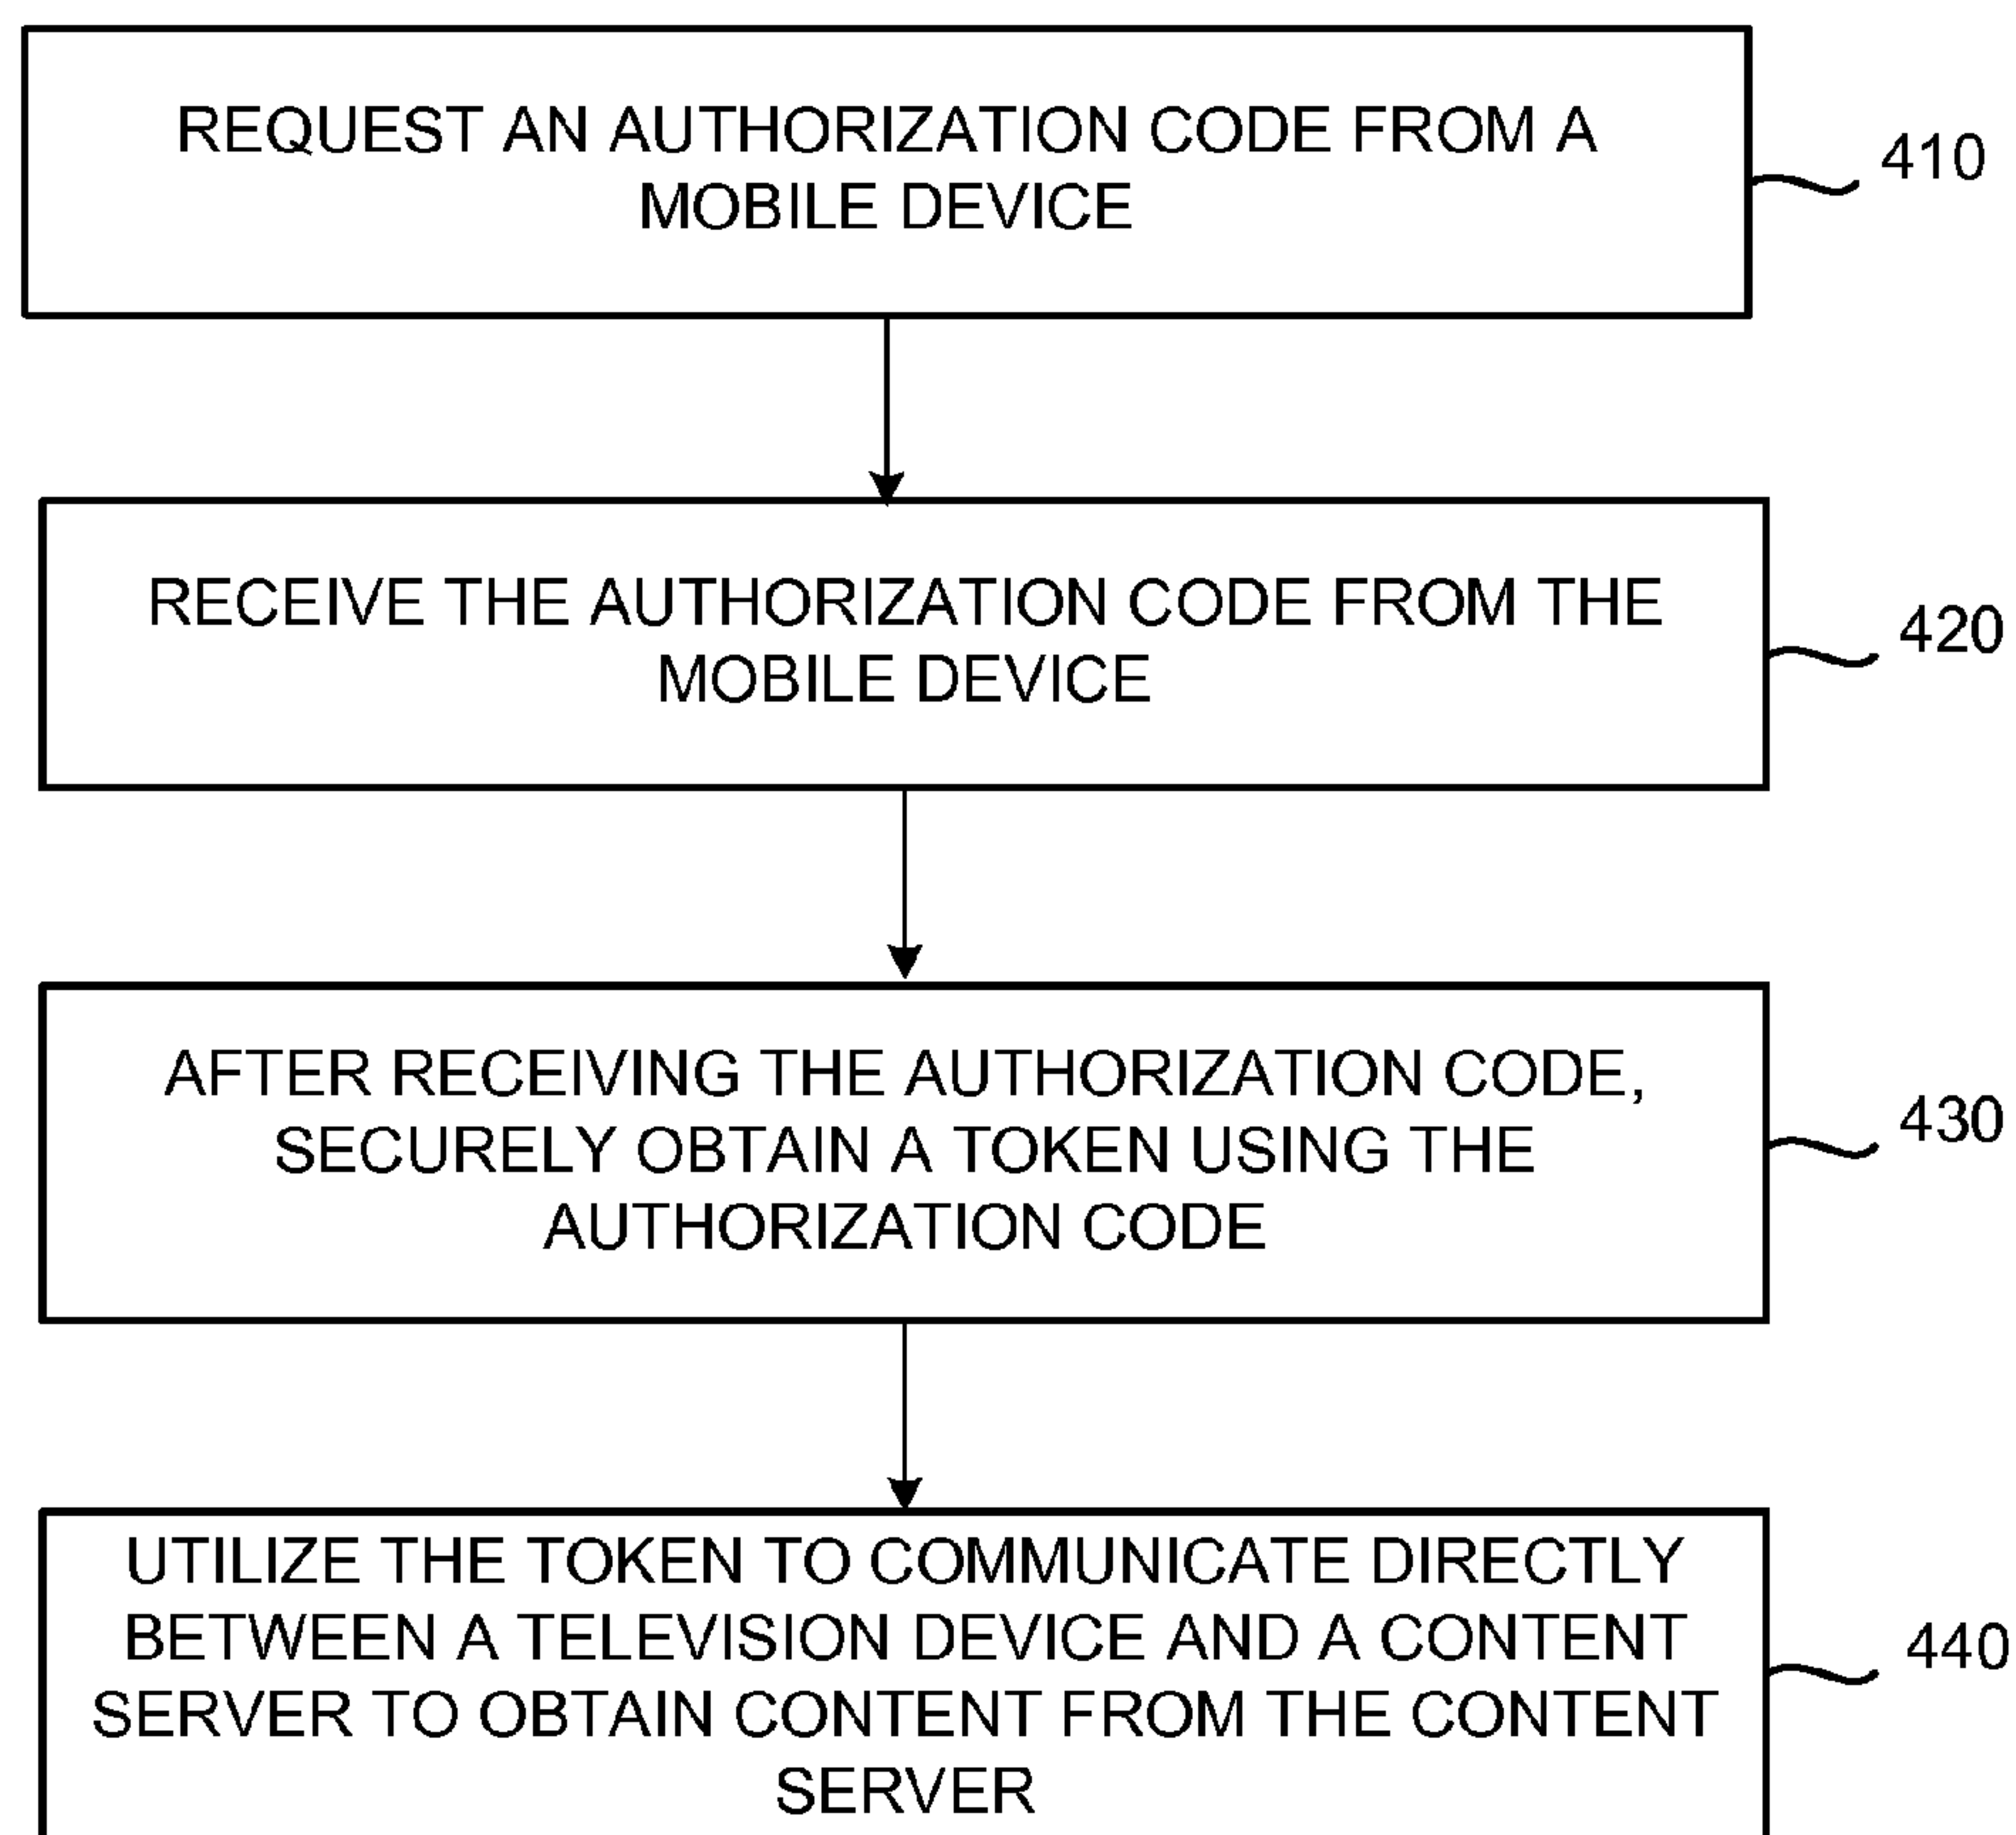 REQUEST AN AUTHORIZATION CODE FROM A
MOBILE DEVICE
410
RECEIVE THE AUTHORIZATION CODE FROM THE
MOBILE DEVICE
420
AFTER RECEIVING THE AUTHORIZATION CODE,
SECURELY OBTAIN A TOKEN USING THE
AUTHORIZATION CODE
430
UTILIZE THE TOKEN TO COMMUNICATE DIRECTLY
BETWEEN A TELEVISION DEVICE AND A CONTENT
SERVER TO OBTAIN CONTENT FROM THE CONTENT
SERVER
440